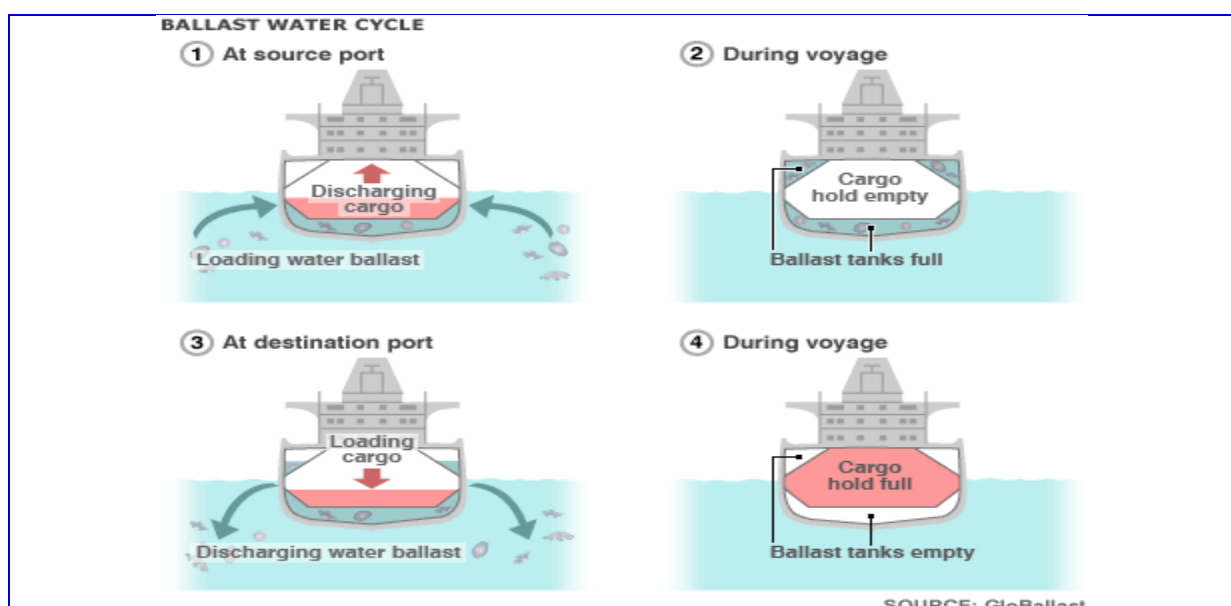 BALLAST WATER CYCLE
1 At source port
Discharging
cargo
Loading water ballast
2 During voyage
Cargo
hold empty
Ballast tanks full
3 At destination port
Loading
cargo
Discharging water ballast
4 During voyage
Cargo
hold full
Ballast tanks empty
SOURCE: GloBallast